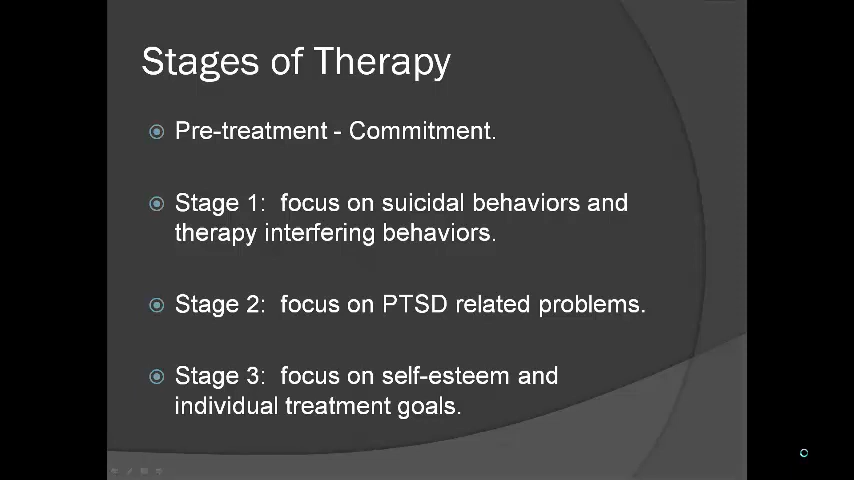 Stages of Therapy
Pre-treatment - Commitment.
Stage 1:  focus on suicidal behaviors and
therapy interfering behaviors.
Stage 2:  focus on PTSD related problems.
Stage 3:  focus on self-esteem and
individual treatment goals.